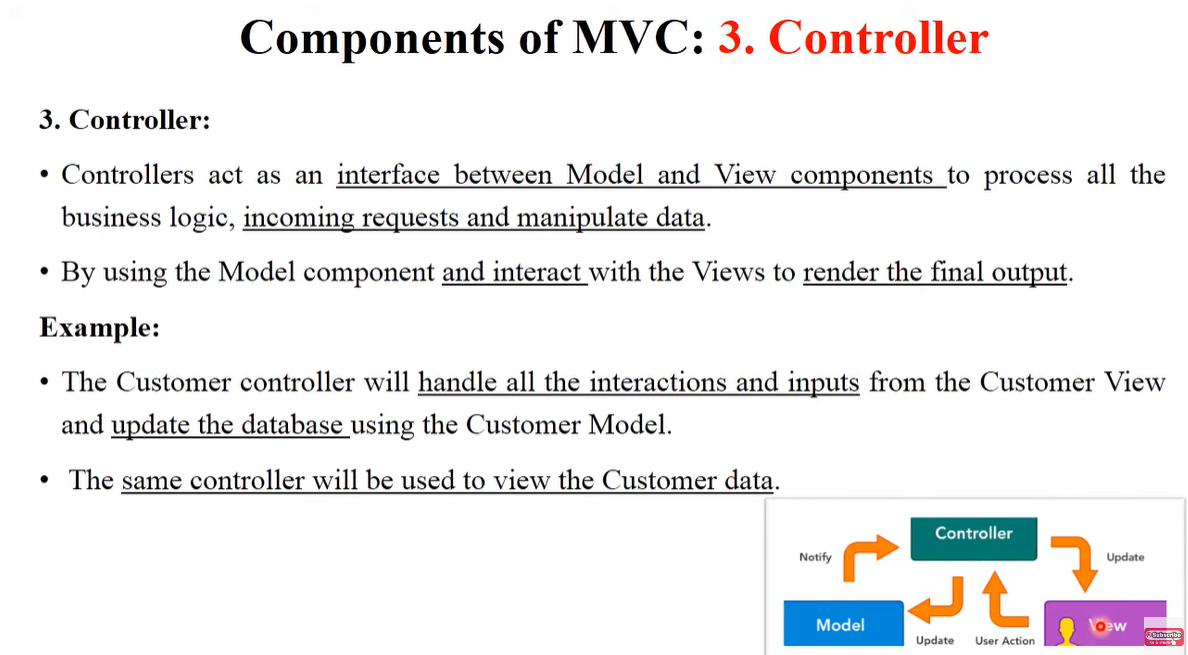 Components of MVC: 3. Controller
3. Controller:
• Controllers act as an interface between Model and View components to process all the
business logic, incoming requests and manipulate data.
• By using the Model component and interact with the Views to render the final output.
Example:
• The Customer controller will handle all the interactions and inputs from the Customer View
and update the database using the Customer Model.
• The same controller will be used to view the Customer data.
Controller
Notify
Update
Model
View
Update
User Action
Subscribe